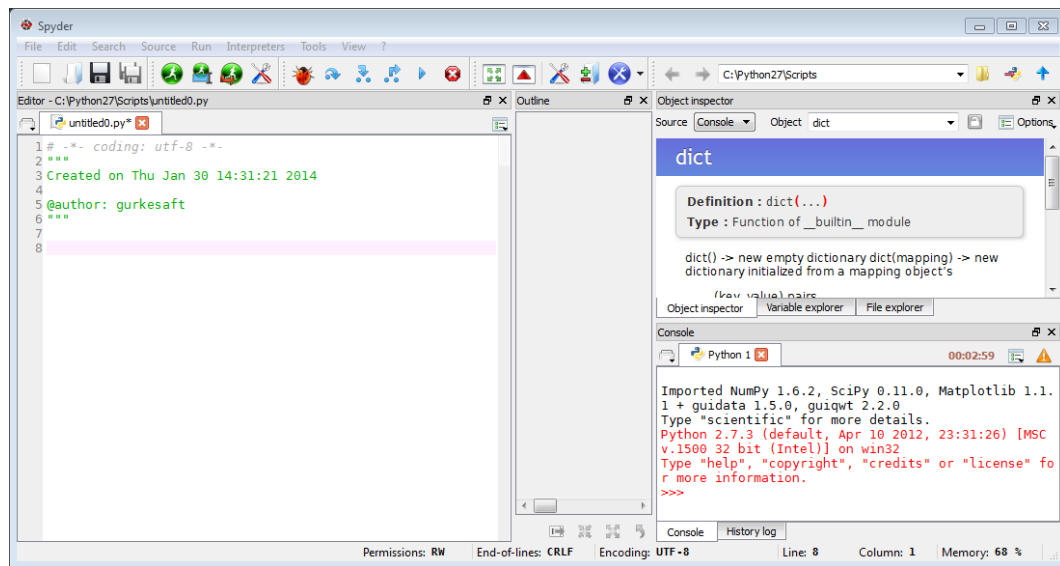 Spyder
File Edit Search Source Run Interpreters Tools View ?
C:\Python27\Scripts
Editor - C:\Python27\Scripts\untitled0.py
untitled0.py*
1 # -*- coding: utf-8 -*-
2 """
3 Created on Thu Jan 30 14:31:21 2014
4
5 @author: gurkesaft
6 """
7
8
Outline
Object inspector
Source Console Object dict Options
dict
Definition : dict(...)
Type : Function of __builtin__ module
dict() -> new empty dictionary dict(mapping) -> new
dictionary initialized from a mapping object's
(key, value) pairs
Object inspector Variable explorer File explorer
Console
Python 1 00:02:59
Imported NumPy 1.6.2, SciPy 0.11.0, Matplotlib 1.1.
1 + guidata 1.5.0, guiqwt 2.2.0
Type "scientific" for more details.
Python 2.7.3 (default, Apr 10 2012, 23:31:26) [MSC
v.1500 32 bit (Intel)] on win32
Type "help", "copyright", "credits" or "license" fo
r more information.
>>>
Console History log
Permissions: RW End-of-lines: CRLF Encoding: UTF-8 Line: 8 Column: 1 Memory: 68 %